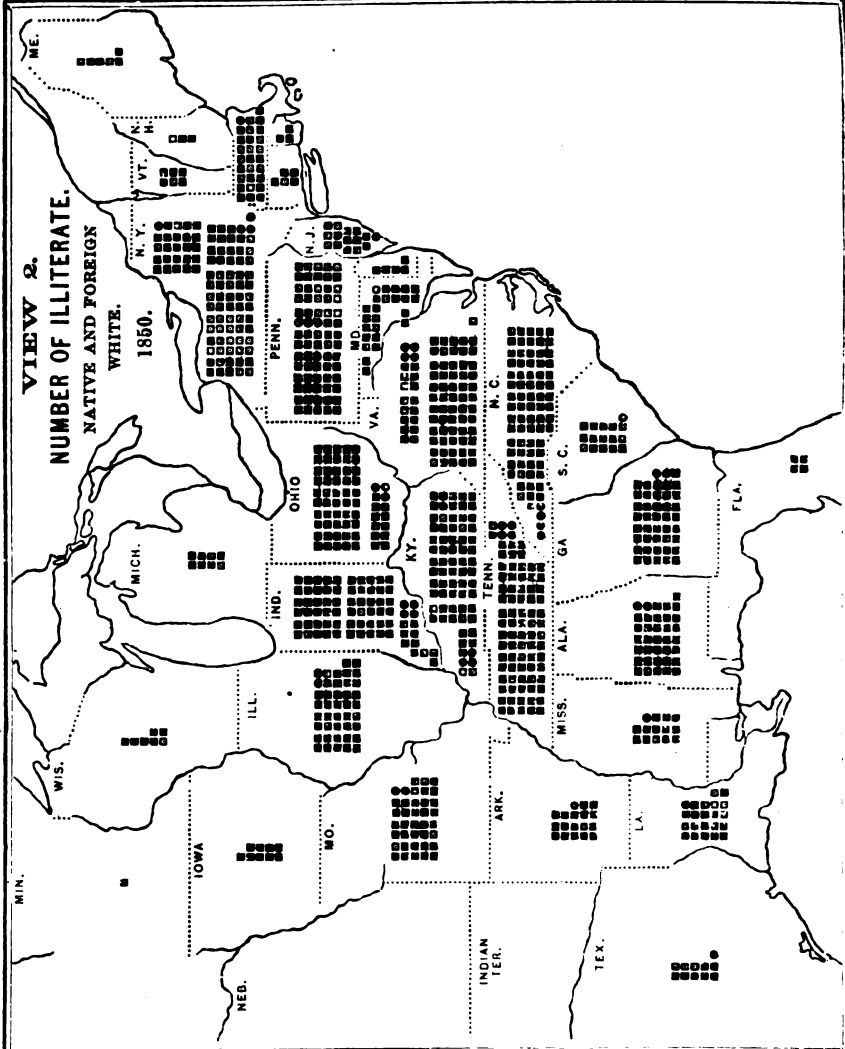 VIEW 2.
NUMBER OF ILLITERATE.
NATIVE AND FOREIGN
WHITE.
1850.
ME.
N.
H.
VT.
N. Y.
N.J.
PENN.
MD.
VA.
N. C.
S. C.
GA
FLA.
OHIO
KY.
TENN.
ALA.
MISS.
MICH.
IND.
ILL.
WIS.
MIN.
IOWA
MO.
ARK.
LA.
NEB.
INDIAN
TER.
TEX.